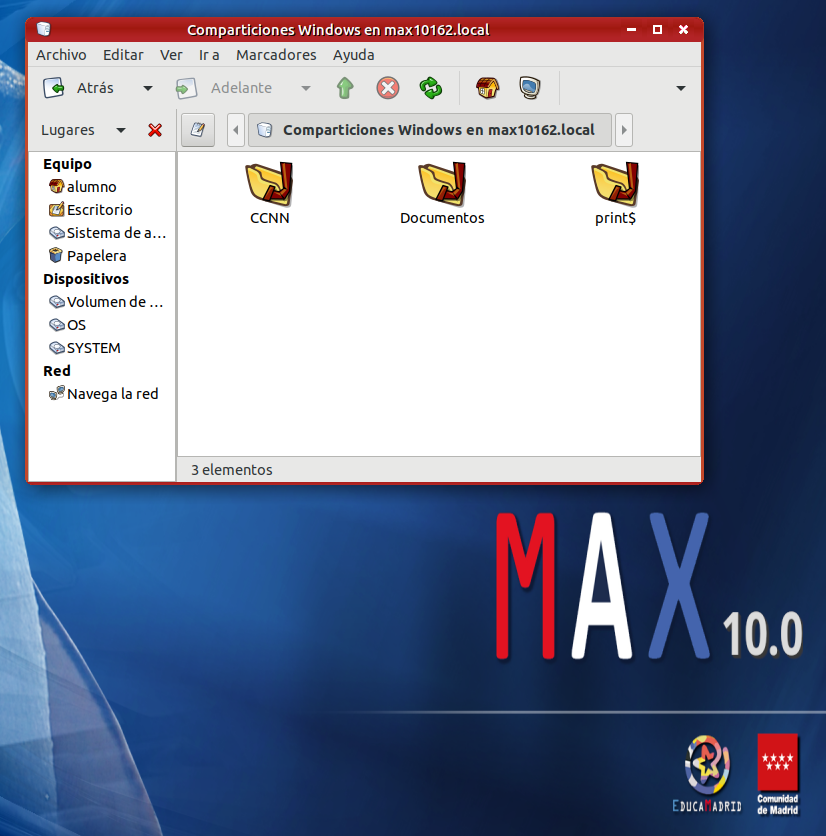 Comparticiones Windows en max10162.local
Archivo Editar Ver Ir a Marcadores Ayuda
Atrás Adelante
Lugares Comparticiones Windows en max10162.local
Equipo
alumno
Escritorio
Sistema de a...
Papelera
Dispositivos
Volumen de ...
OS
SYSTEM
Red
Navega la red
CCNN Documentos print$
3 elementos
MAX 10.0
EDUCAMADRID
Comunidad
de Madrid